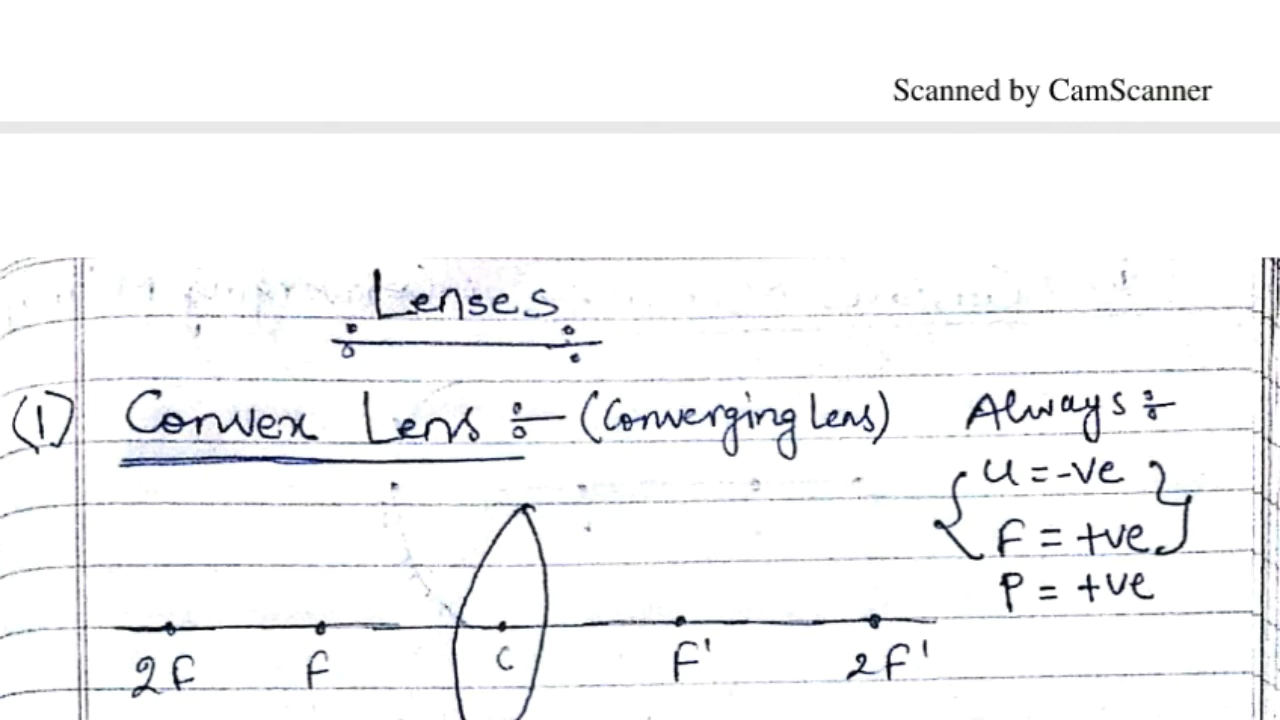 Scanned by CamScanner
Lenses
(1) Convex Lens :- (Converging Lens) Always :-
u = -ve
F = +ve
P = +ve
2F F C F' 2F'